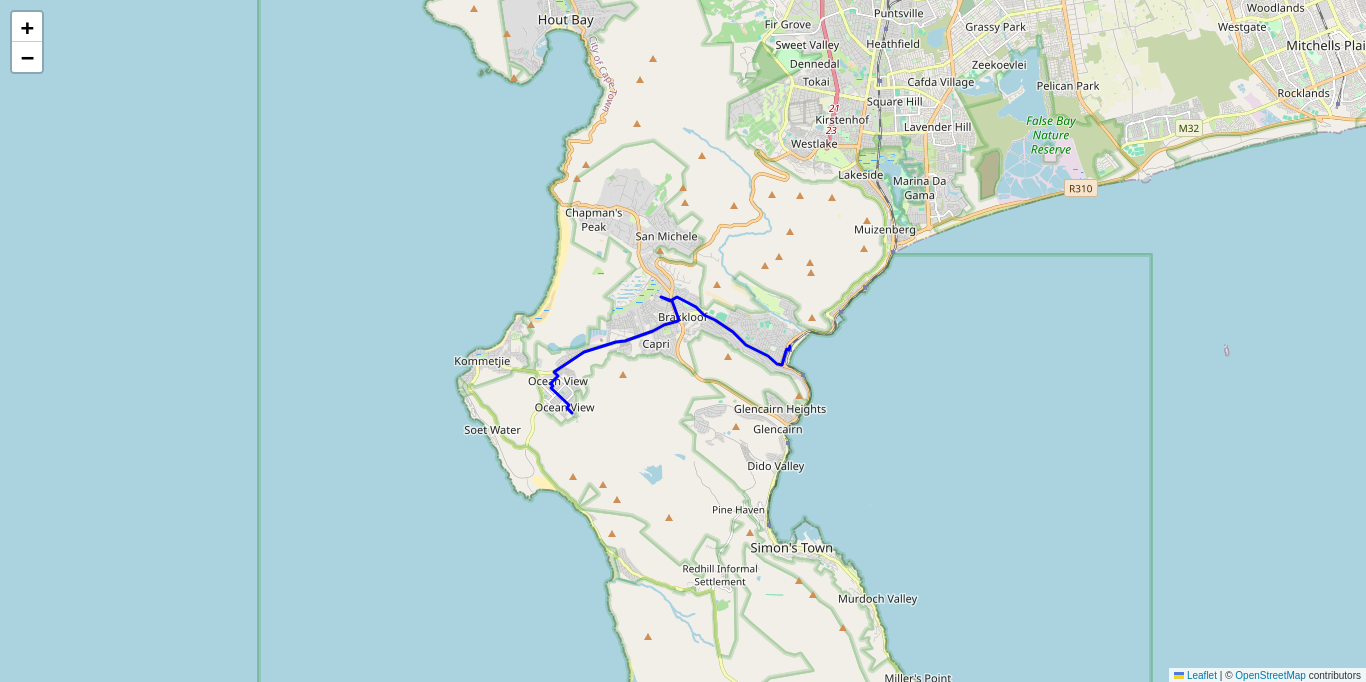 +
−
Hout Bay
City of Cape Town
Fir Grove
Puntsville
Grassy Park
Woodlands
Westgate
Mitchells Plai
Sweet Valley
Heathfield
Dennedal
Zeekoevlei
Tokai
Cafda Village
Pelican Park
Rocklands
Square Hill
21
23
Kirstenhof
Lavender Hill
False Bay
Nature
Reserve
M32
Westlake
Lakeside
Marina Da
Gama
R310
Chapman's
Peak
San Michele
Muizenberg
Brakkloof
Capri
Kommetjie
Ocean View
Ocean View
Glencairn Heights
Soet Water
Glencairn
Dido Valley
Pine Haven
Simon's Town
Redhill Informal
Settlement
Murdoch Valley
Miller's Point
Leaflet | © OpenStreetMap contributors